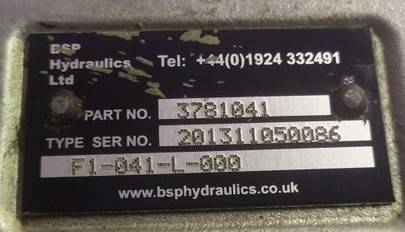 BSP
Hydraulics
Ltd
Tel: +44(0)1924 332491
PART NO. 3781041
TYPE SER NO. 201311050086
F1-041-L-000
www.bsphydraulics.co.uk